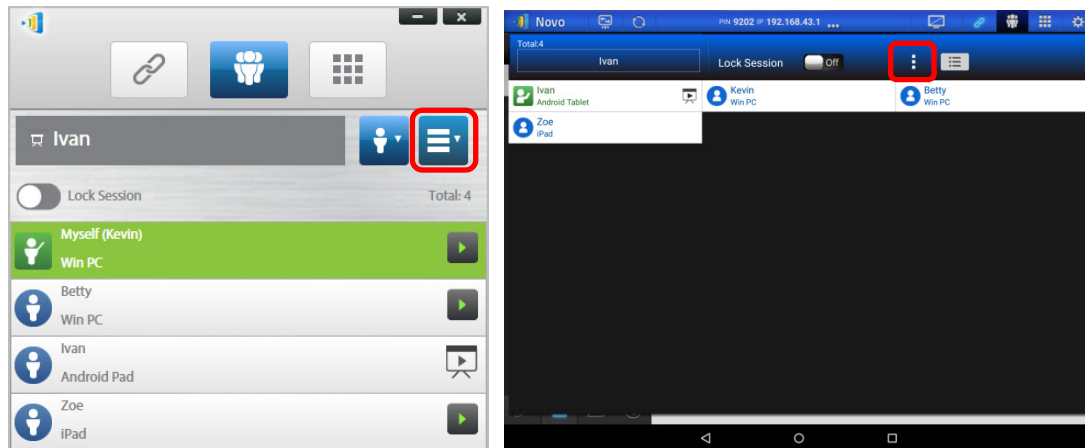 Ivan
Lock Session
Total: 4
Myself (Kevin)
Win PC
Betty
Win PC
Ivan
Android Pad
Zoe
iPad
Novo
PIN 9202 IP 192.168.43.1 ...
Total:4
Ivan
Lock Session
Off
Ivan
Android Tablet
Kevin
Win PC
Betty
Win PC
Zoe
iPad